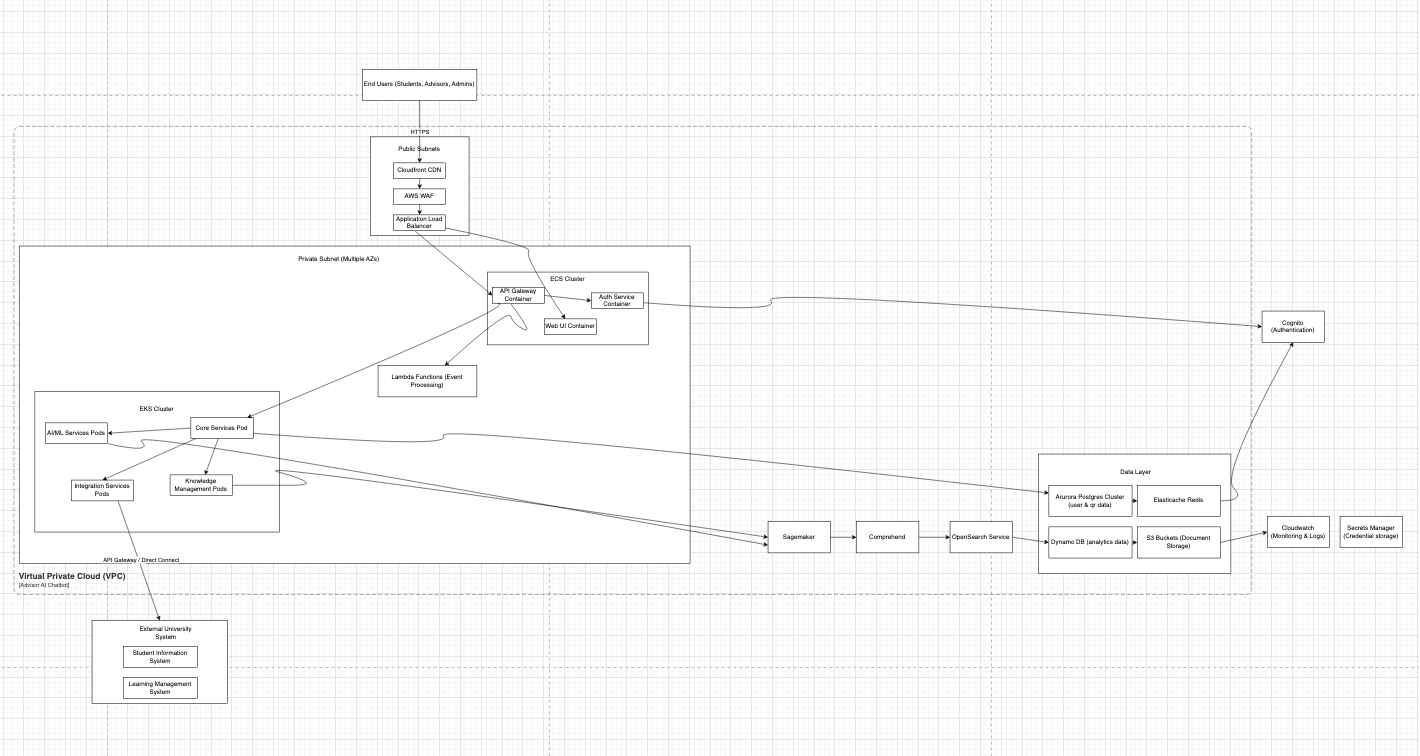 End Users (Students, Advisors, Admins)
HTTPS
Public Subnets
Cloudfront CDN
AWS WAF
Application Load
Balancer
Private Subnet (Multiple AZs)
ECS Cluster
API Gateway
Container
Auth Service
Container
Web UI Container
Cognito
(Authentication)
Lambda Functions (Event
Processing)
EKS Cluster
Core Services Pod
AI/ML Services Pods
Integration Services
Pods
Knowledge
Management Pods
Data Layer
Arurora Postgres Cluster
(user & qr data)
Elasticache Redis
Sagemaker
Comprehend
OpenSearch Service
Dynamo DB (analytics data)
S3 Buckets (Document
Storage)
Cloudwatch
(Monitoring & Logs)
Secrets Manager
(Credential storage)
API Gateway / Direct Connect
Virtual Private Cloud (VPC)
[Advisor AI Chatbot]
External University
System
Student Information
System
Learning Management
System